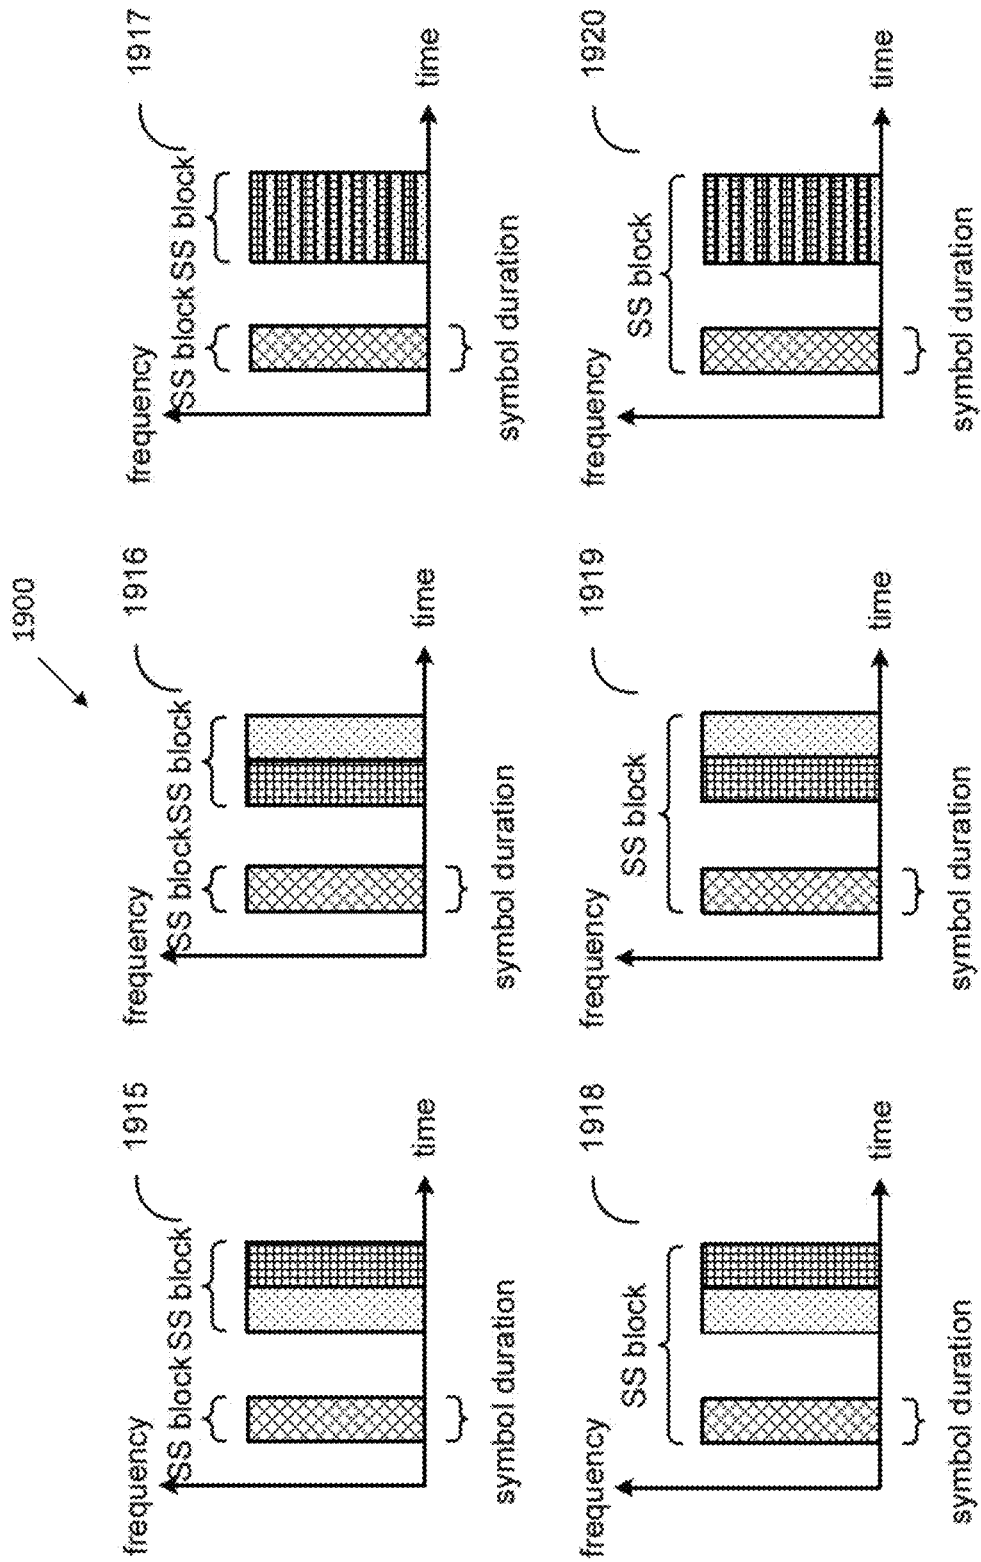 1900
1915
frequency
SS block SS block
time
symbol duration
1916
frequency
SS block SS block
time
symbol duration
1917
frequency
SS block SS block
time
symbol duration
1918
frequency
SS block
time
symbol duration
1919
frequency
SS block
time
symbol duration
1920
frequency
SS block
time
symbol duration